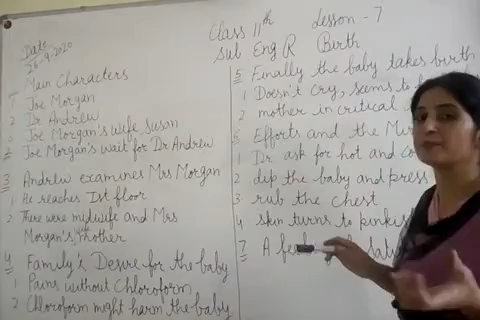 Class 11th Lesson - 7
Sub Eng R Birth
Date
26-9-2020
Main Characters
1 Joe Morgan
2 Dr Andrew
3 Joe Morgan's wife Susan
2 Joe Morgan's wait for Dr Andrew
3 Andrew examines Mrs Morgan
1 He reaches Ist floor
2 There were midwife and Mrs
Morgan's mother
4 Family's Desire for the baby
1 Pains without Chloroform
2 Chloroform might harm the baby
5 Finally the baby takes birth
1 Doesn't cry, seems to be
2 mother in critical
6 Efforts and the
1 Dr ask for hot and
2 dip the baby and press
3 rub the chest
4 skin turns to pinkish
7 A